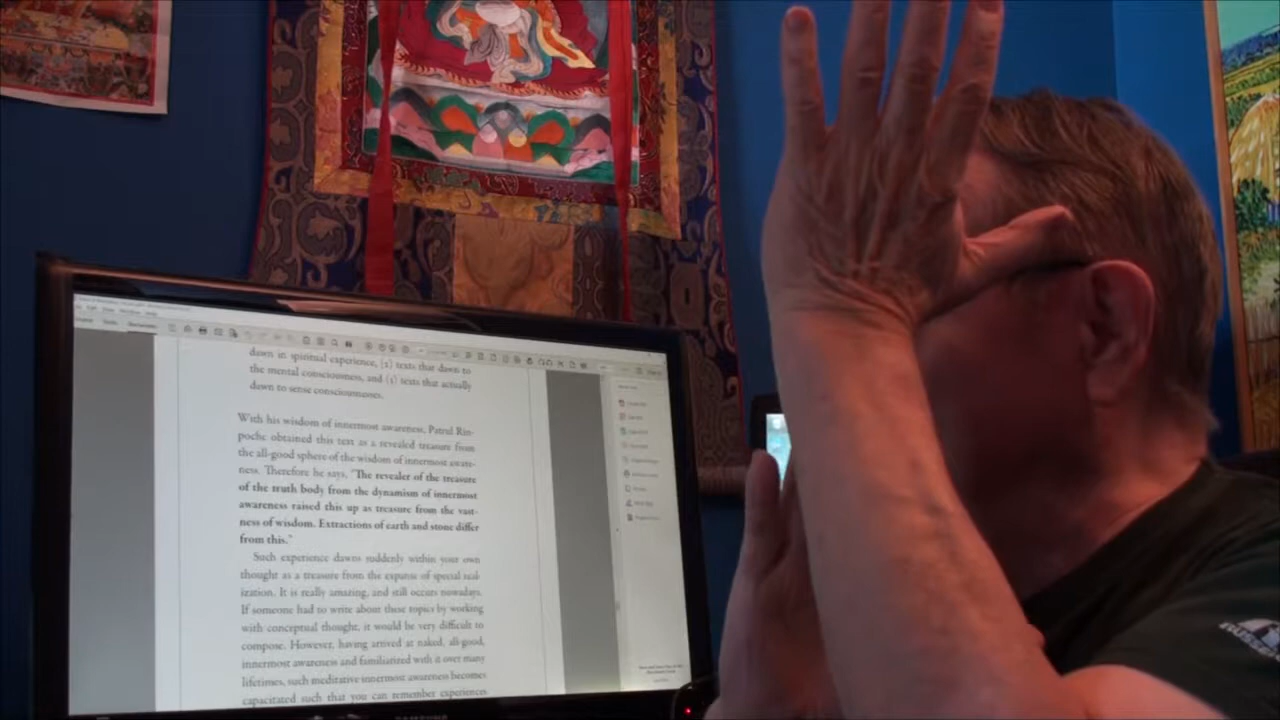 dawn in spiritual experience, (2) texts that dawn to
the mental consciousness, and (3) texts that actually
dawn to sense consciousnesses.
With his wisdom of innermost awareness, Patrul Rin-
poche obtained this text as a revealed treasure from
the all-good sphere of the wisdom of innermost aware-
ness. Therefore he says, "The revealer of the treasure
of the truth body from the dynamism of innermost
awareness raised this up as treasure from the vast-
ness of wisdom. Extractions of earth and stone differ
from this."
Such experience dawns suddenly within your own
thought as a treasure from the expanse of special real-
ization. It is really amazing, and still occurs nowadays.
If someone had to write about these topics by working
with conceptual thought, it would be very difficult to
compose. However, having arrived at naked, all-good,
innermost awareness and familiarized with it over many
lifetimes, such meditative innermost awareness becomes
capacitated such that you can remember experiences